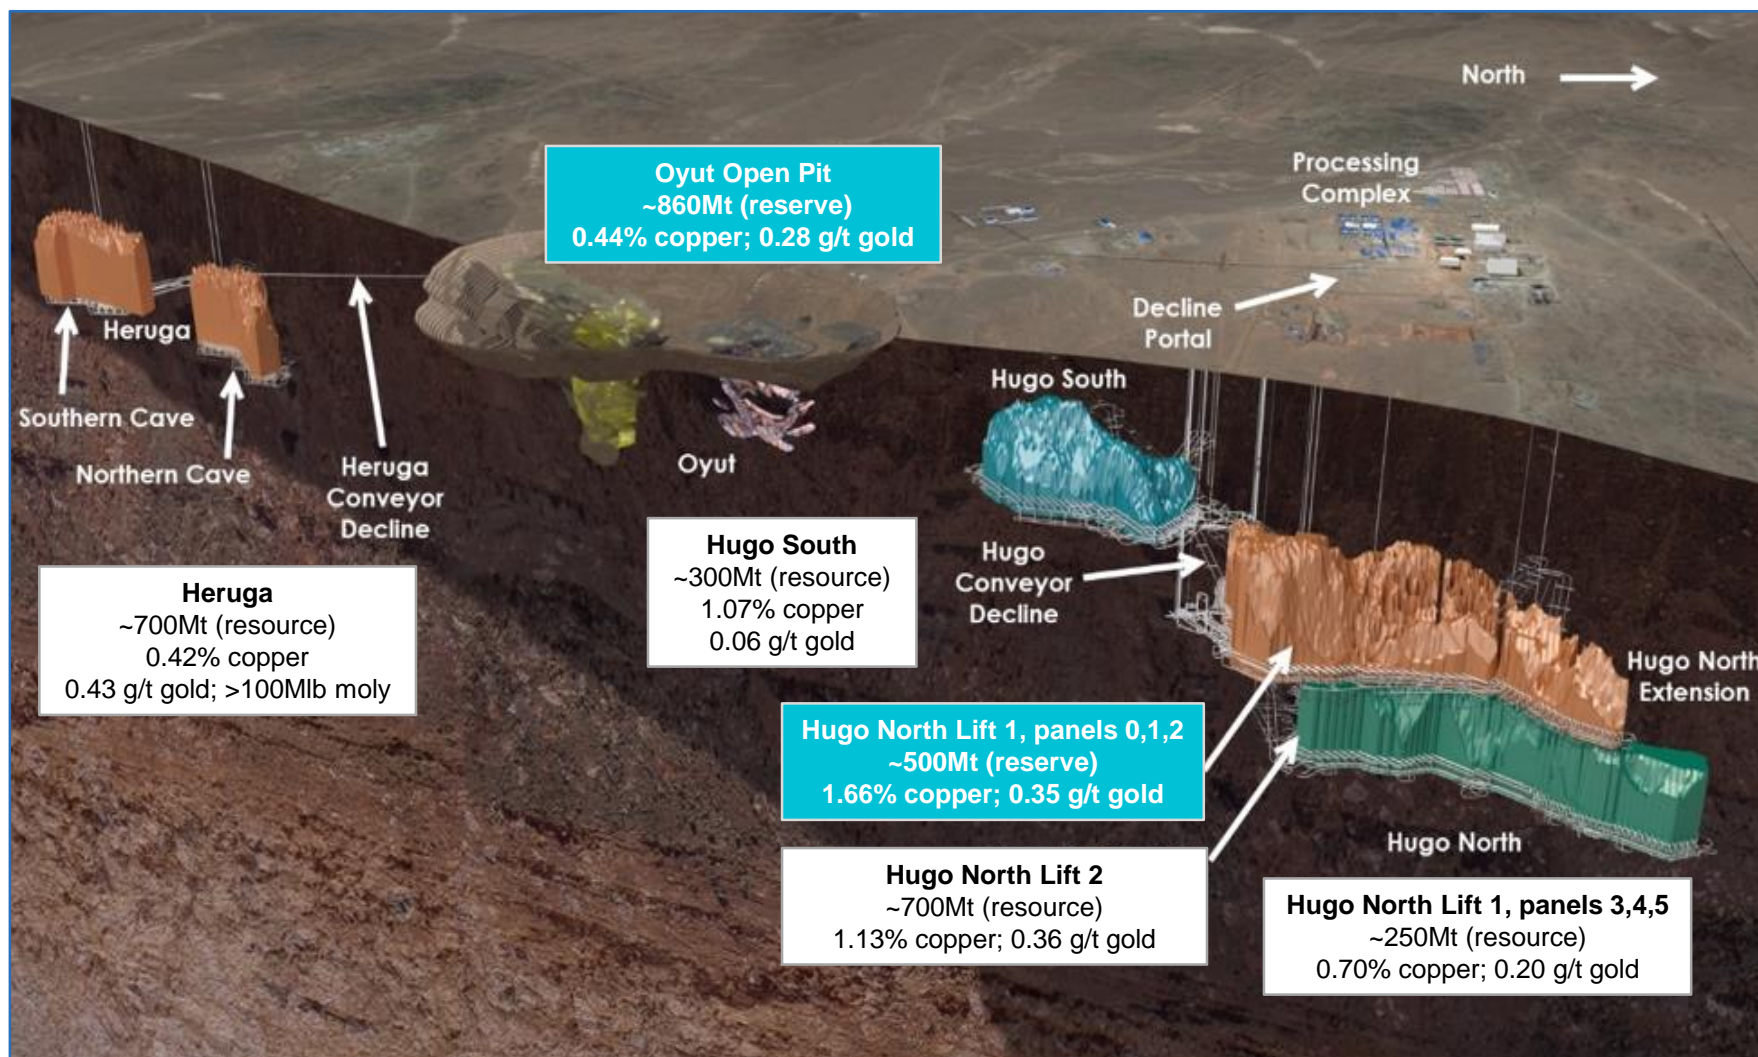 North
Processing
Complex
Oyut Open Pit
~860Mt (reserve)
0.44% copper; 0.28 g/t gold
Decline
Portal
Heruga
Southern Cave
Northern Cave
Heruga
Conveyor
Decline
Oyut
Hugo South
Hugo
Conveyor
Decline
Hugo North
Extension
Hugo North
Heruga
~700Mt (resource)
0.42% copper
0.43 g/t gold; >100Mlb moly
Hugo South
~300Mt (resource)
1.07% copper
0.06 g/t gold
Hugo North Lift 1, panels 0,1,2
~500Mt (reserve)
1.66% copper; 0.35 g/t gold
Hugo North Lift 2
~700Mt (resource)
1.13% copper; 0.36 g/t gold
Hugo North Lift 1, panels 3,4,5
~250Mt (resource)
0.70% copper; 0.20 g/t gold